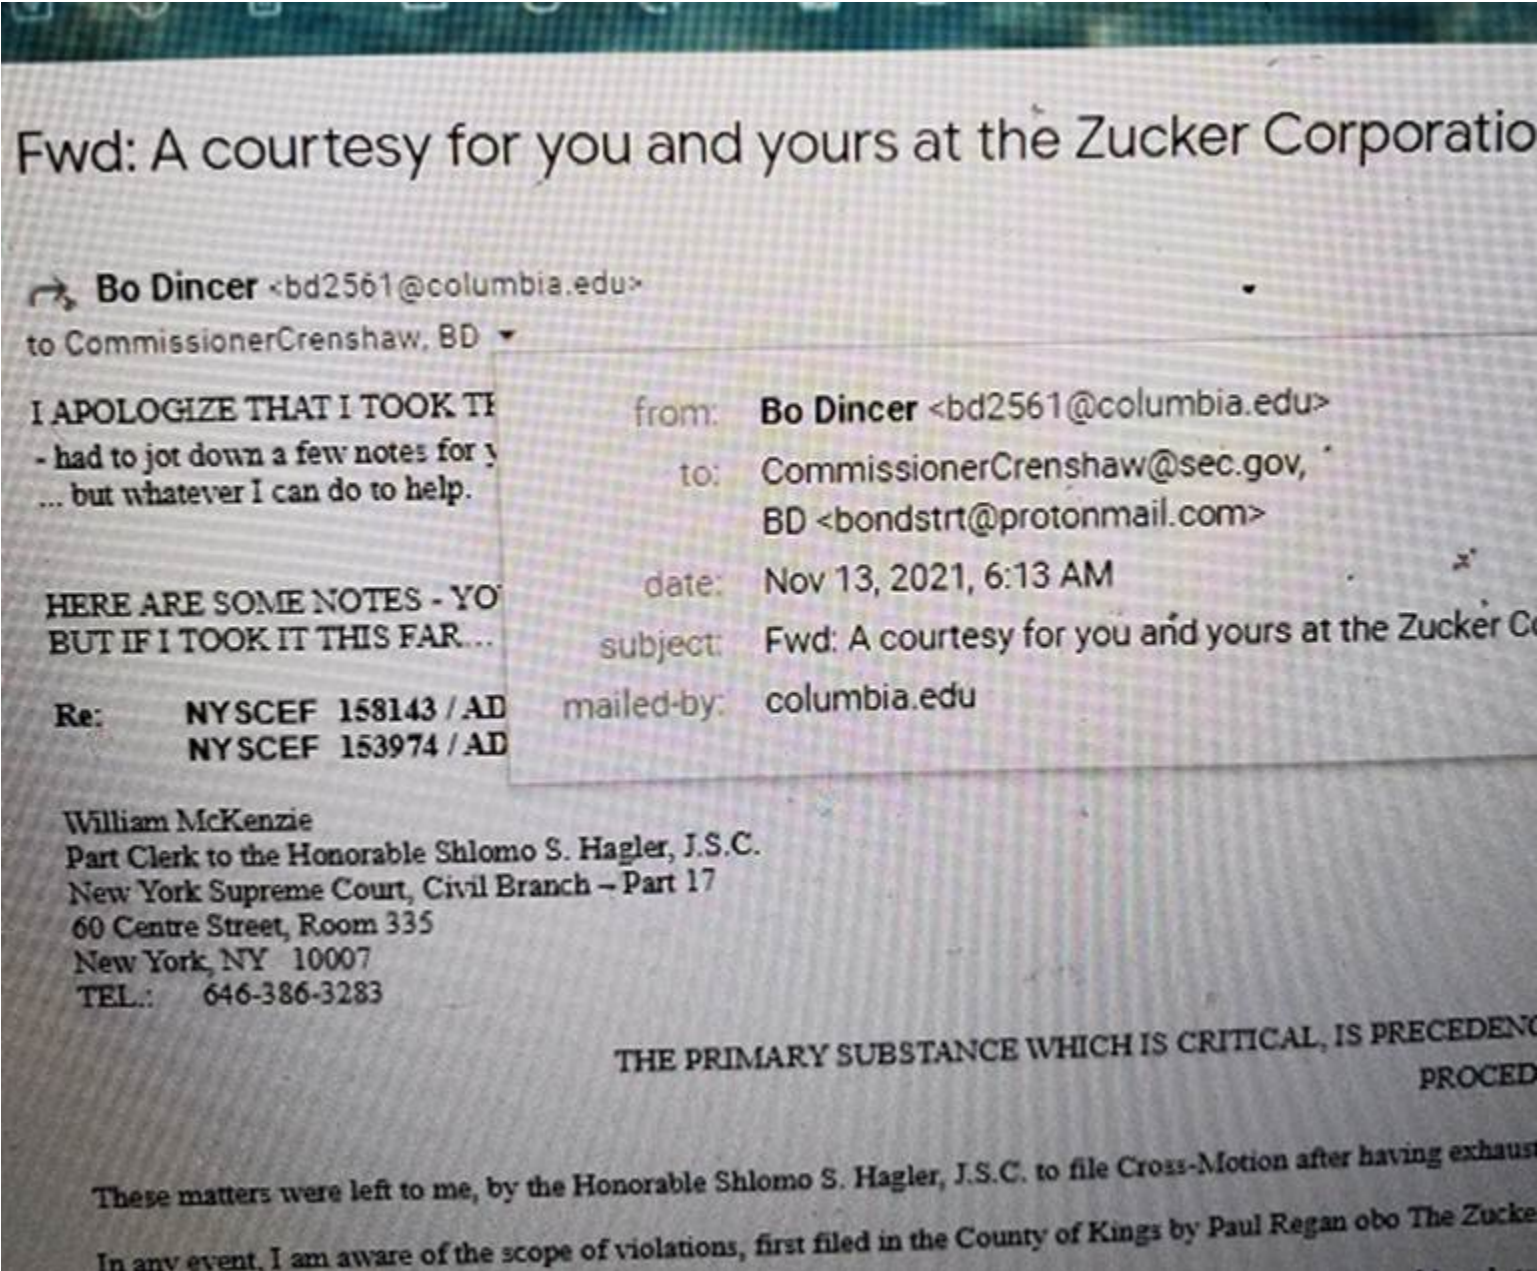 Fwd: A courtesy for you and yours at the Zucker Corporatio
Bo Dincer <bd2561@columbia.edu>
to CommissionerCrenshaw, BD
I APOLOGIZE THAT I TOOK
- had to jot down a few notes for
... but whatever I can do to help.
from: Bo Dincer <bd2561@columbia.edu>
to: CommissionerCrenshaw@sec.gov,
BD <bondstrt@protonmail.com>
date: Nov 13, 2021, 6:13 AM
subject: Fwd: A courtesy for you and yours at the Zucker Co
mailed-by: columbia.edu
HERE ARE SOME NOTES - YO
BUT IF I TOOK IT THIS FAR...
Re: NYSCEF 158143 / AD
NYSCEF 153974 / AD
William McKenzie
Part Clerk to the Honorable Shlomo S. Hagler, J.S.C.
New York Supreme Court, Civil Branch – Part 17
60 Centre Street, Room 335
New York, NY 10007
TEL.: 646-386-3283
THE PRIMARY SUBSTANCE WHICH IS CRITICAL, IS PRECEDENC
PROCED
These matters were left to me, by the Honorable Shlomo S. Hagler, J.S.C. to file Cross-Motion after having exhaus
In any event, I am aware of the scope of violations, first filed in the County of Kings by Paul Regan obo The Zucke